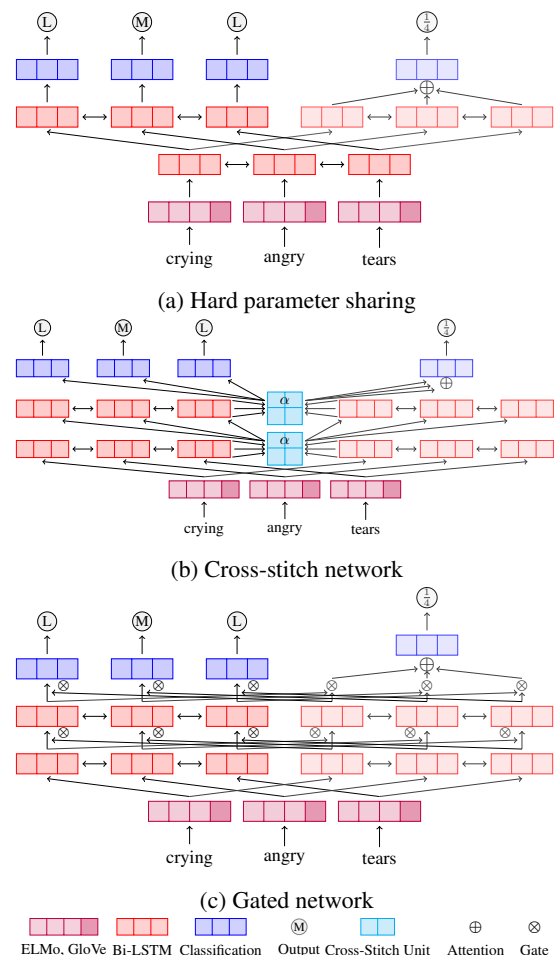 L M L 1/4
crying angry tears
(a) Hard parameter sharing
L M L 1/4
α
α
crying angry tears
(b) Cross-stitch network
L M L 1/4
crying angry tears
(c) Gated network
M
ELMo, GloVe Bi-LSTM Classification Output Cross-Stitch Unit Attention Gate